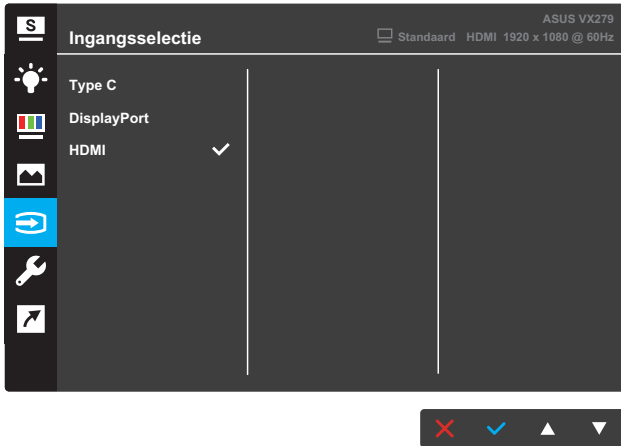 S
ASUS VX279
Ingangsselectie
Standaard HDMI 1920 x 1080 @ 60Hz
Type C
DisplayPort
HDMI